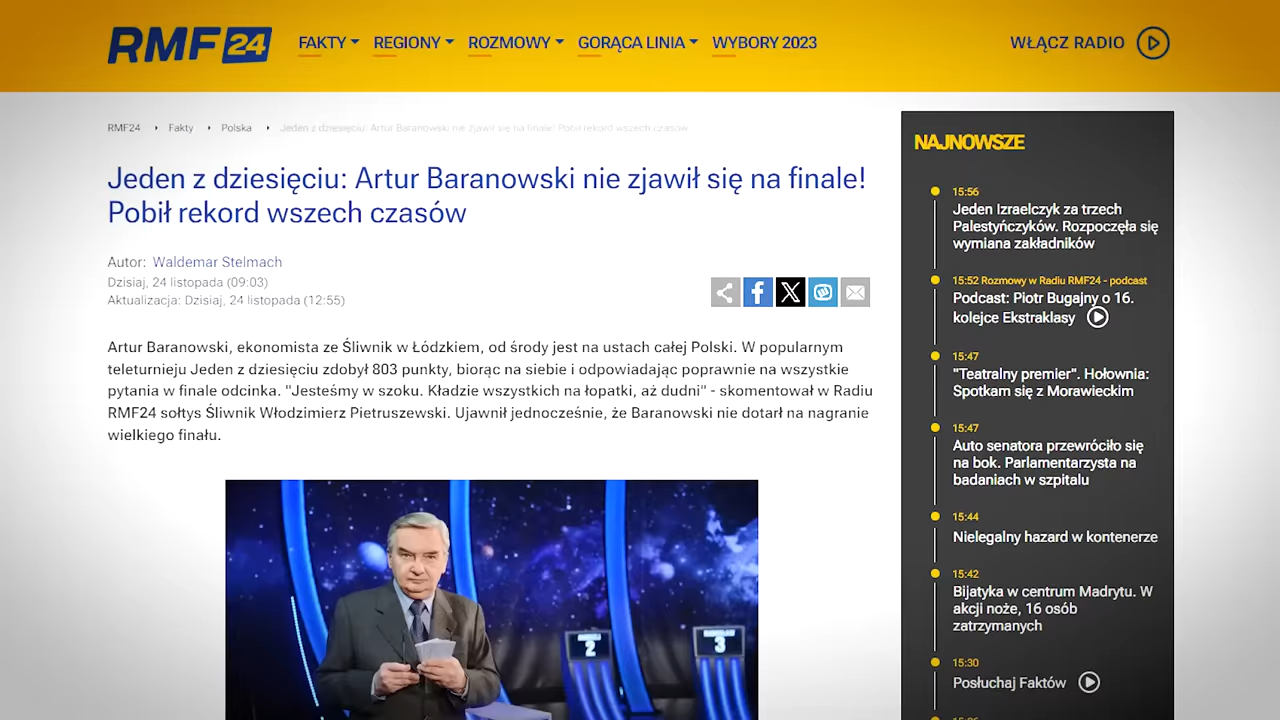 RMF24
FAKTY
REGIONY
ROZMOWY
GORĄCA LINIA
WYBORY 2023
WŁĄCZ RADIO
RMF24
Fakty
Polska
Jeden z dziesięciu: Artur Baranowski nie zjawił się na finale! Pobił rekord wszech czasów
Jeden z dziesięciu: Artur Baranowski nie zjawił się na finale!
Pobił rekord wszech czasów
Autor: Waldemar Stelmach
Dzisiaj, 24 listopada (09:03)
Aktualizacja: Dzisiaj, 24 listopada (12:55)
Artur Baranowski, ekonomista ze Śliwnik w Łódzkiem, od środy jest na ustach całej Polski. W popularnym
teleturnieju Jeden z dziesięciu zdobył 803 punkty, biorąc na siebie i odpowiadając poprawnie na wszystkie
pytania w finale odcinka. "Jesteśmy w szoku. Kładzie wszystkich na łopatki, aż dudni" - skomentował w Radiu
RMF24 sołtys Śliwnik Włodzimierz Pietruszewski. Ujawnił jednocześnie, że Baranowski nie dotarł na nagranie
wielkiego finału.
2
3
NAJNOWSZE
15:56
Jeden Izraelczyk za trzech
Palestyńczyków. Rozpoczęła się
wymiana zakładników
15:52 Rozmowy w Radiu RMF24 - podcast
Podcast: Piotr Bugajny o 16.
kolejce Ekstraklasy
15:47
"Teatralny premier". Hołownia:
Spotkam się z Morawieckim
15:47
Auto senatora przewróciło się
na bok. Parlamentarzysta na
badaniach w szpitalu
15:44
Nielegalny hazard w kontenerze
15:42
Bijatyka w centrum Madrytu. W
akcji noże, 16 osób
zatrzymanych
15:30
Posłuchaj Faktów